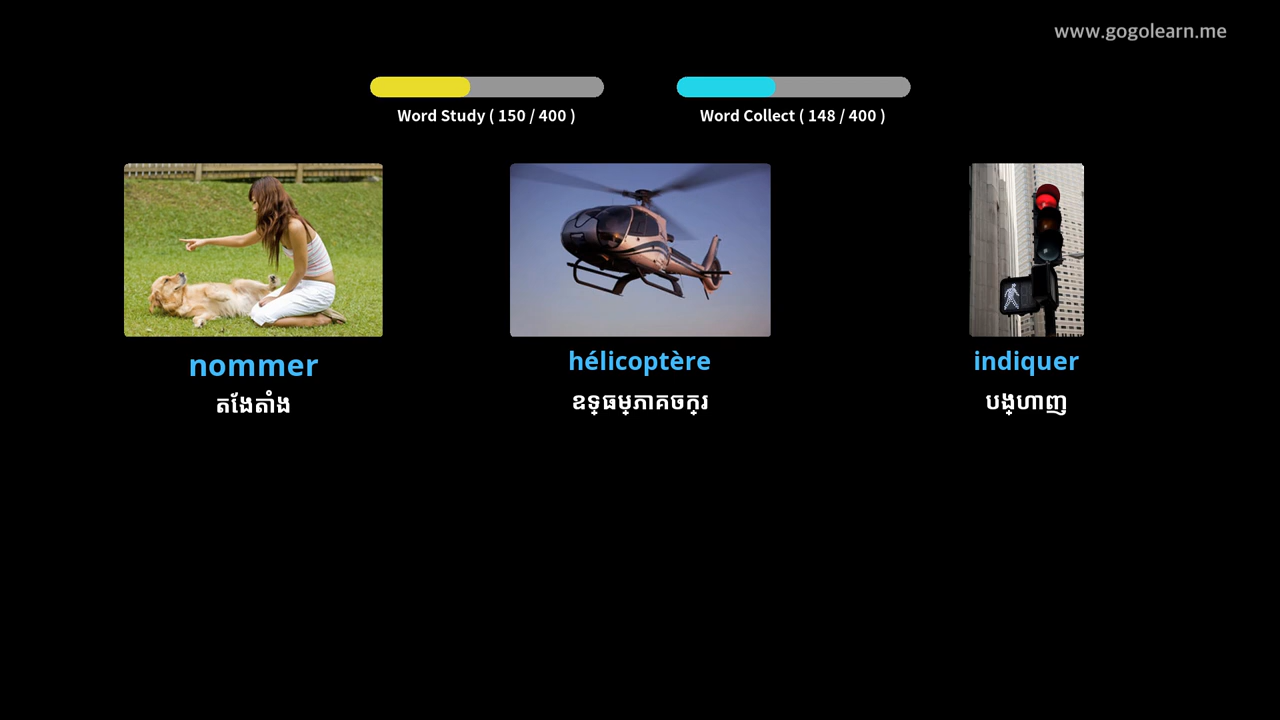 www.gogolearn.me
Word Study ( 150 / 400 )
Word Collect ( 148 / 400 )
nommer
hélicoptère
indiquer
តែងតាំង
ឧទ្ធម្ភាគចក្រ
បង្ហាញ